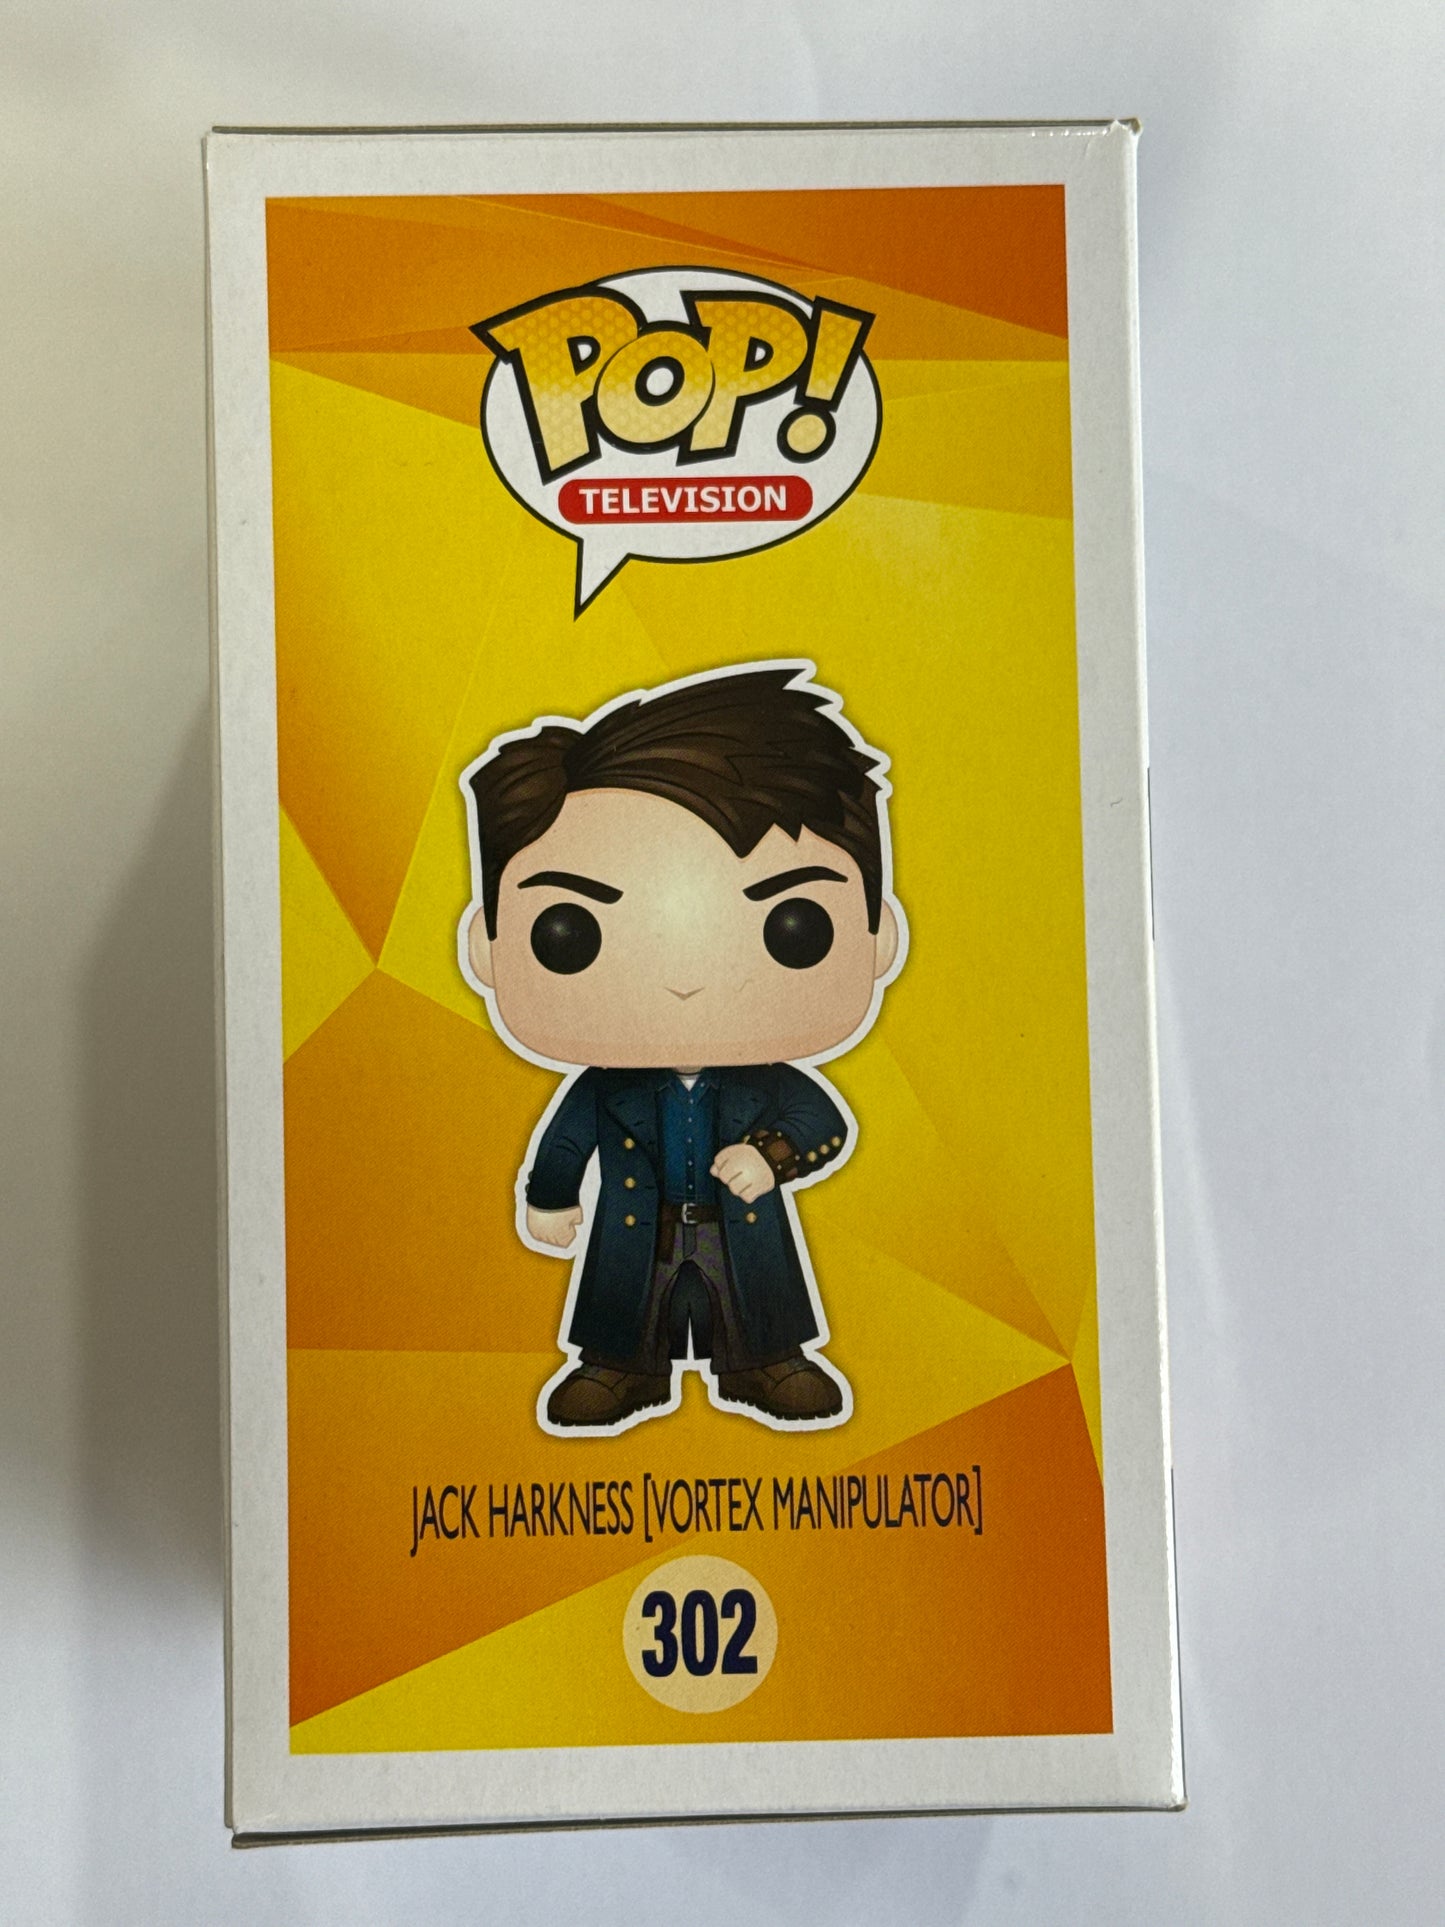 POP!
TELEVISION
JACK HARKNESS [VORTEX MANIPULATOR]
302